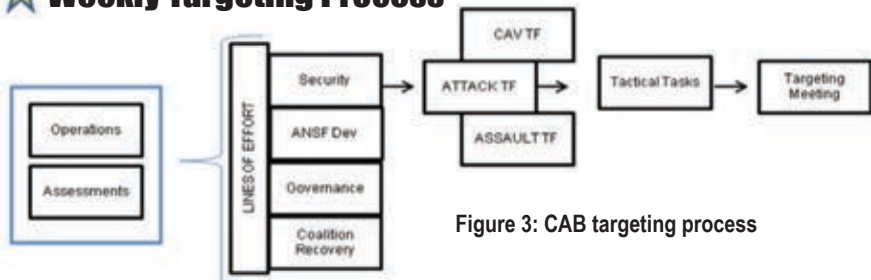 Weekly Targeting Process
Operations
Assessments
LINES OF EFFORT
Security
ANSF Dev
Governance
Coalition
Recovery
CAV TF
ATTACK TF
ASSAULT TF
Tactical Tasks
Targeting
Meeting
Figure 3: CAB targeting process